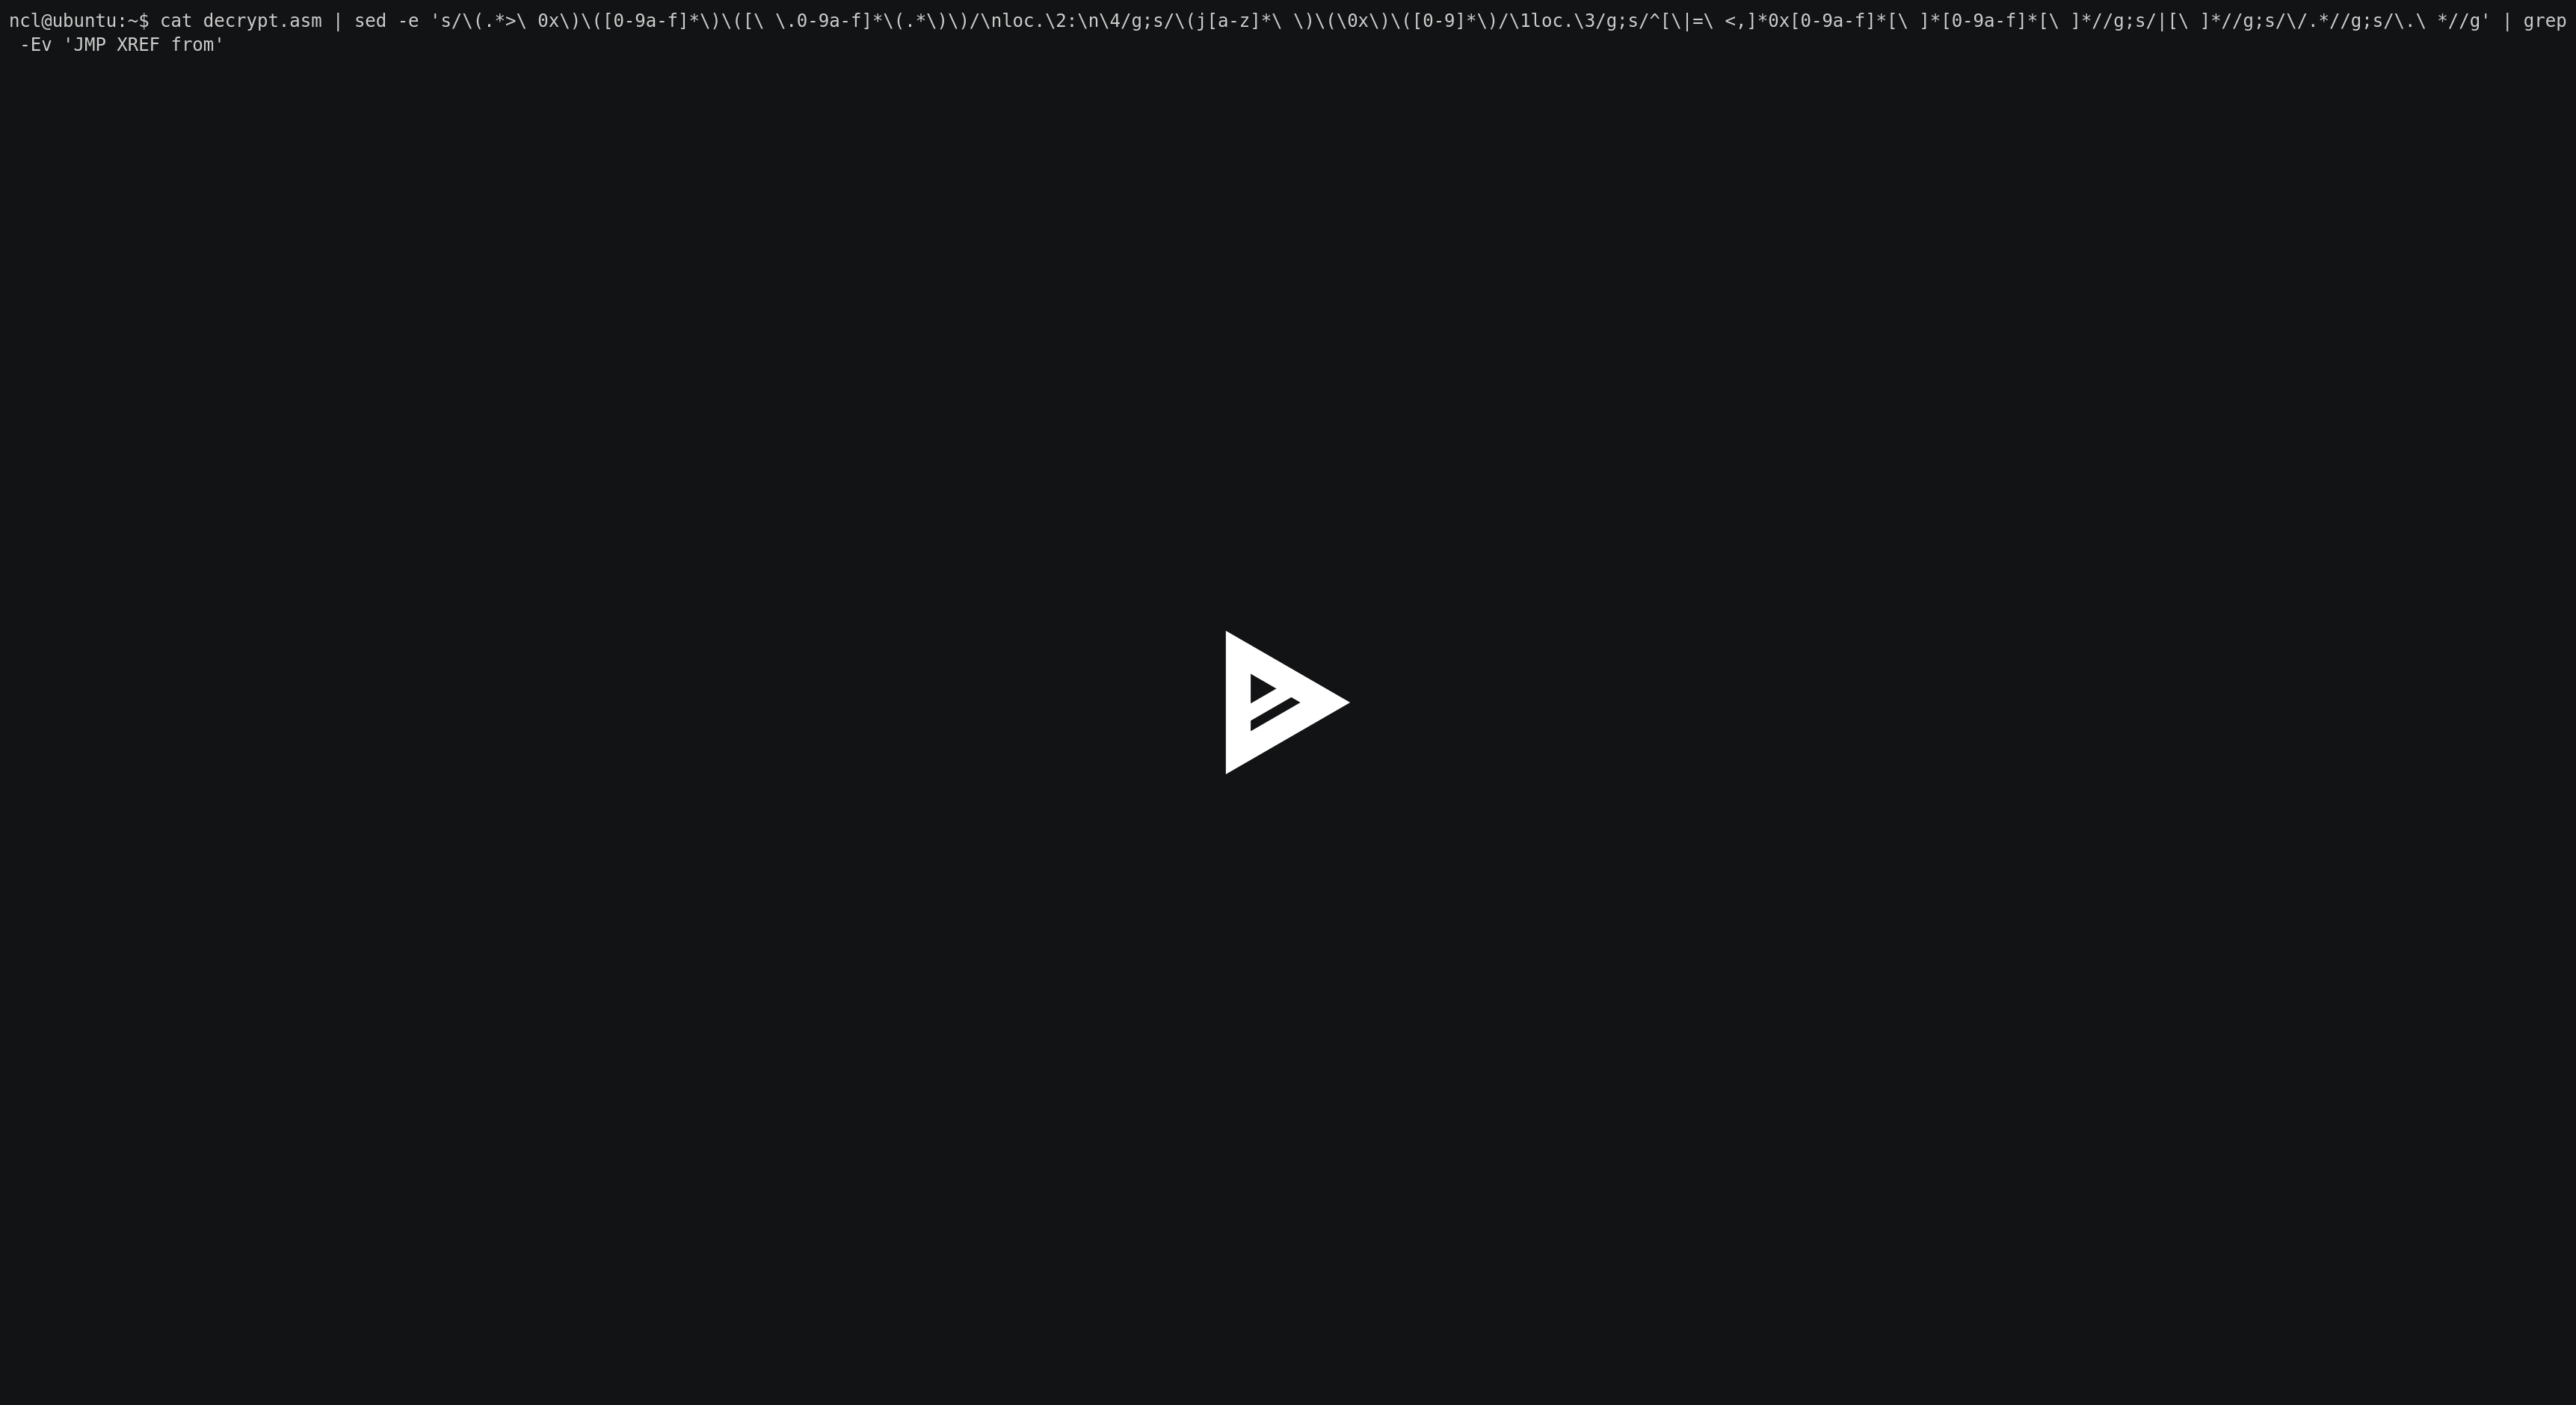 ncl@ubuntu:~$ cat decrypt.asm | sed -e 's/\(.*>\ 0x\)\([0-9a-f]*\)\([\ \.0-9a-f]*\(.*\)\)/\nloc.\2:\n\4/g;s/\(j[a-z]*\ \)\(\0x\)\([0-9]*\)/\1loc.\3/g;s/^[\|=\ <,]*0x[0-9a-f]*[\ ]*[0-9a-f]*[\ ]*//g;s/|[\ ]*//g;s/\/.*//g;s/\.\ *//g' | grep
 -Ev 'JMP XREF from'